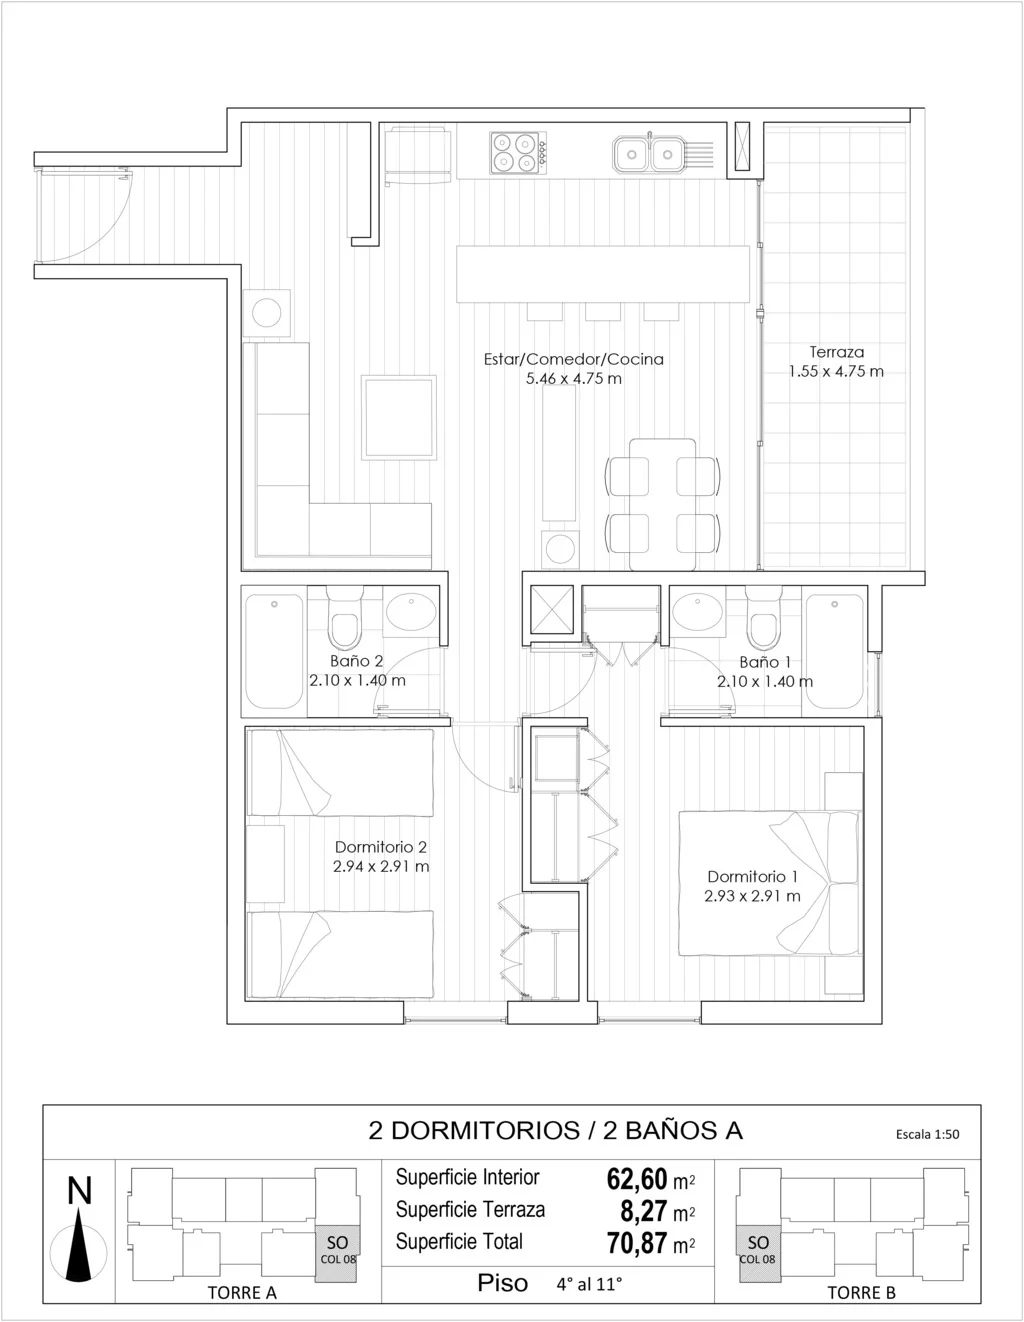 Estar/Comedor/Cocina
5.46 x 4.75 m
Terraza
1.55 x 4.75 m
Baño 2
2.10 x 1.40 m
Baño 1
2.10 x 1.40 m
Dormitorio 2
2.94 x 2.91 m
Dormitorio 1
2.93 x 2.91 m
2 DORMITORIOS / 2 BAÑOS A
Escala 1:50
N
SO
COL 08
TORRE A
Superficie Interior 62,60 m²
Superficie Terraza 8,27 m²
Superficie Total 70,87 m²
Piso 4° al 11°
SO
COL 08
TORRE B